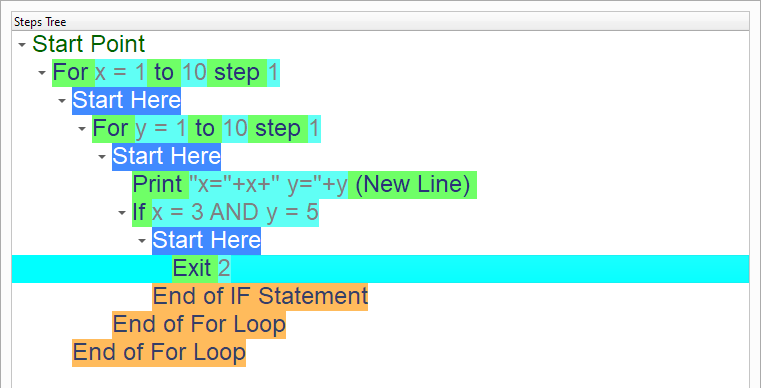 Steps Tree
Start Point
For x = 1 to 10 step 1
Start Here
For y = 1 to 10 step 1
Start Here
Print "x="+x+" y="+y (New Line)
If x = 3 AND y = 5
Start Here
Exit 2
End of IF Statement
End of For Loop
End of For Loop